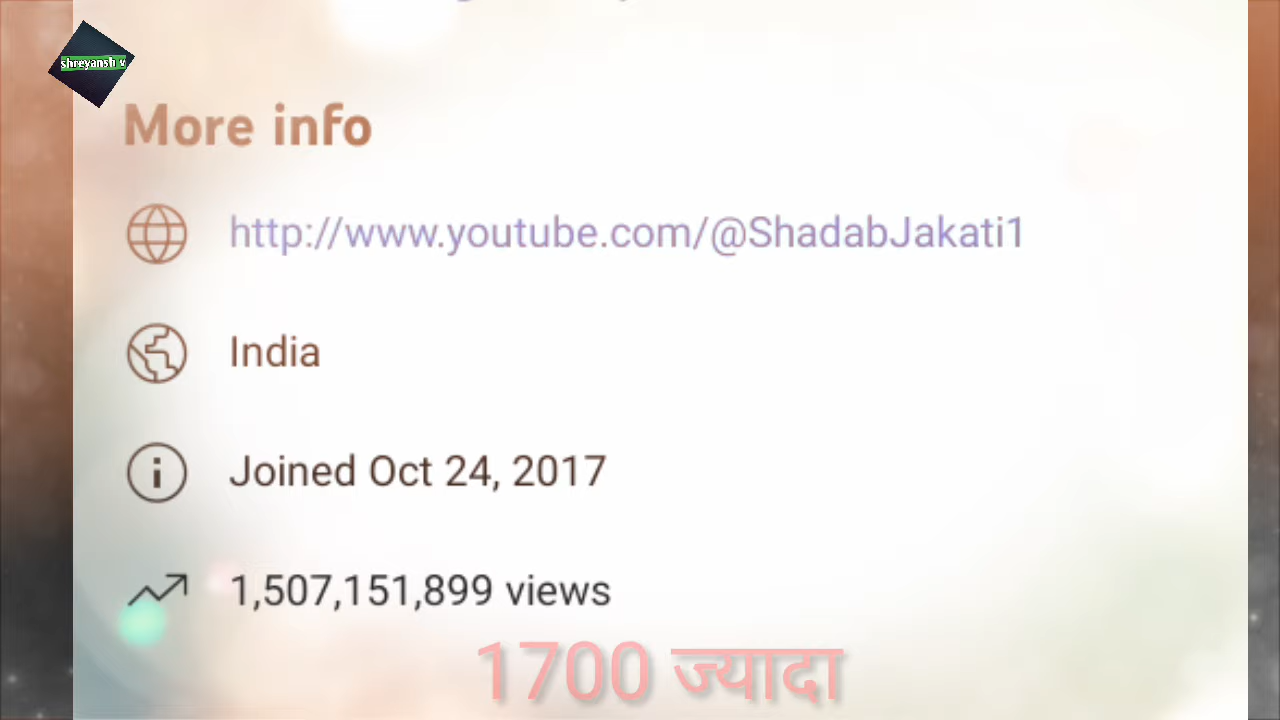 shreyansh v
More info
http://www.youtube.com/@ShadabJakati1
India
Joined Oct 24, 2017
1,507,151,899 views
1700 ज्यादा